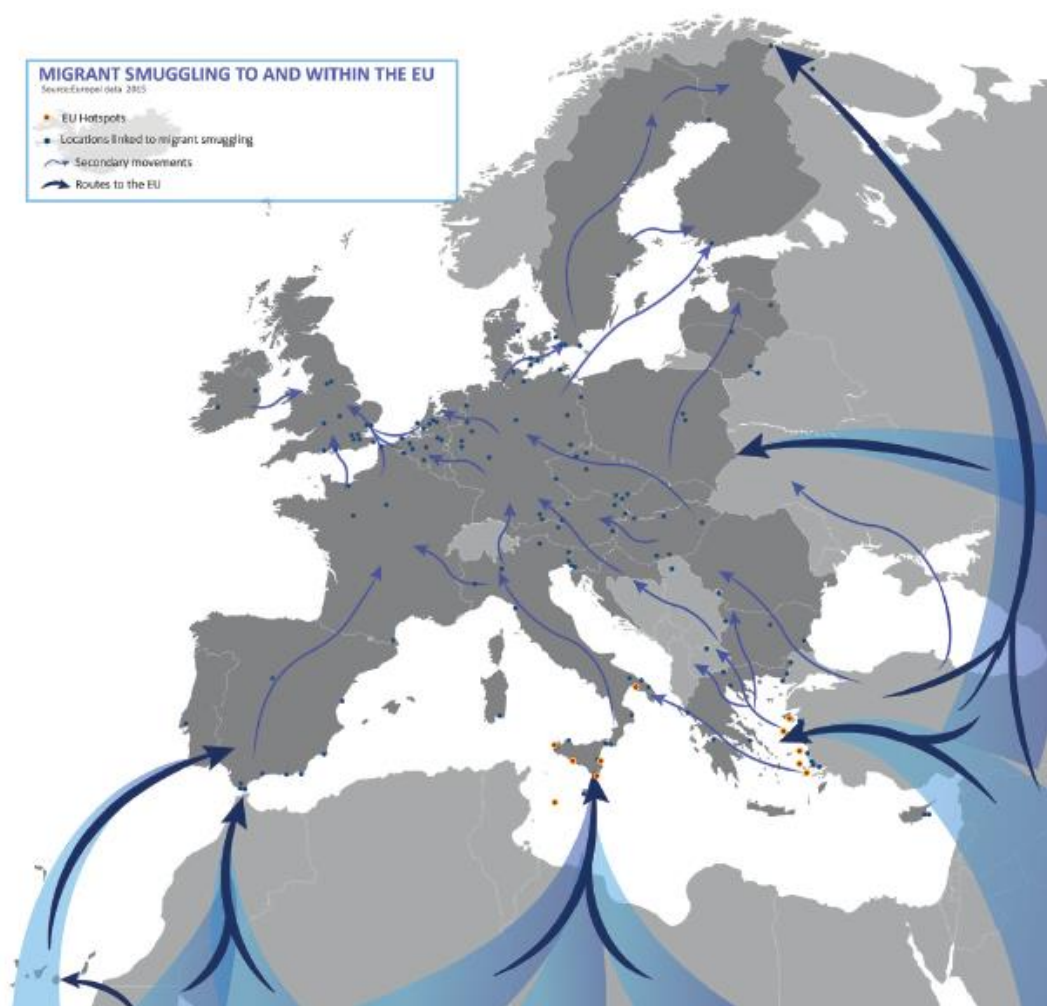 MIGRANT SMUGGLING TO AND WITHIN THE EU
Source:Europol data 2015
EU Hotspots
Locations linked to migrant smuggling
Secondary movements
Routes to the EU